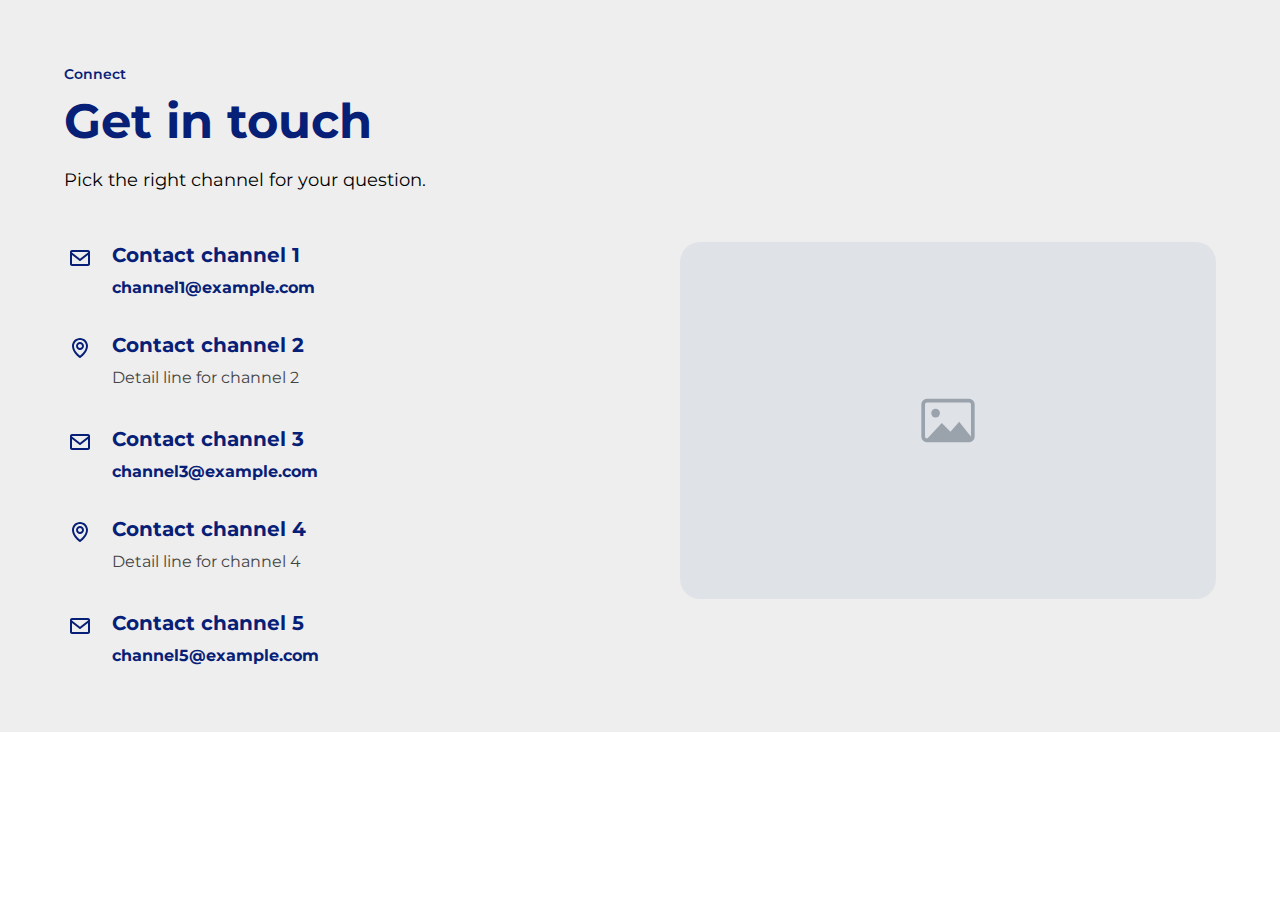 Connect
Get in touch
Pick the right channel for your question.
Contact channel 1
channel1@example.com
Contact channel 2
Detail line for channel 2
Contact channel 3
channel3@example.com
Contact channel 4
Detail line for channel 4
Contact channel 5
channel5@example.com